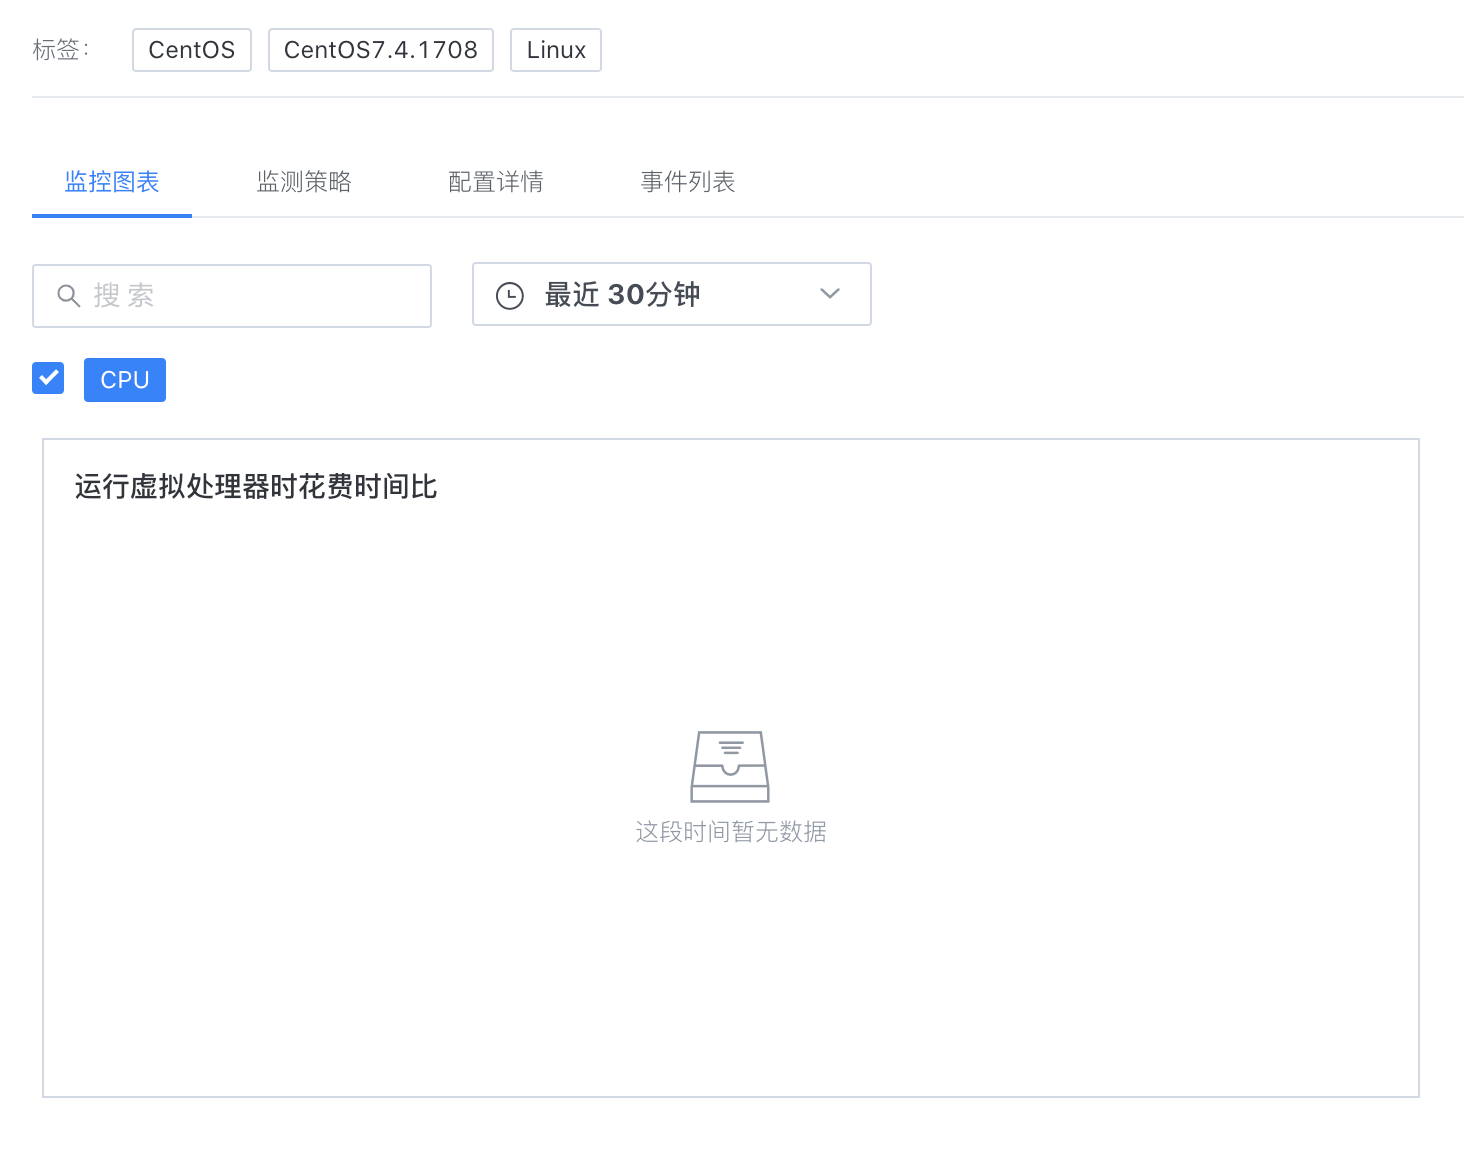 标签: CentOS CentOS7.4.1708 Linux
监控图表 监测策略 配置详情 事件列表
搜 索 最近 30分钟
CPU
运行虚拟处理器时花费时间比
这段时间暂无数据